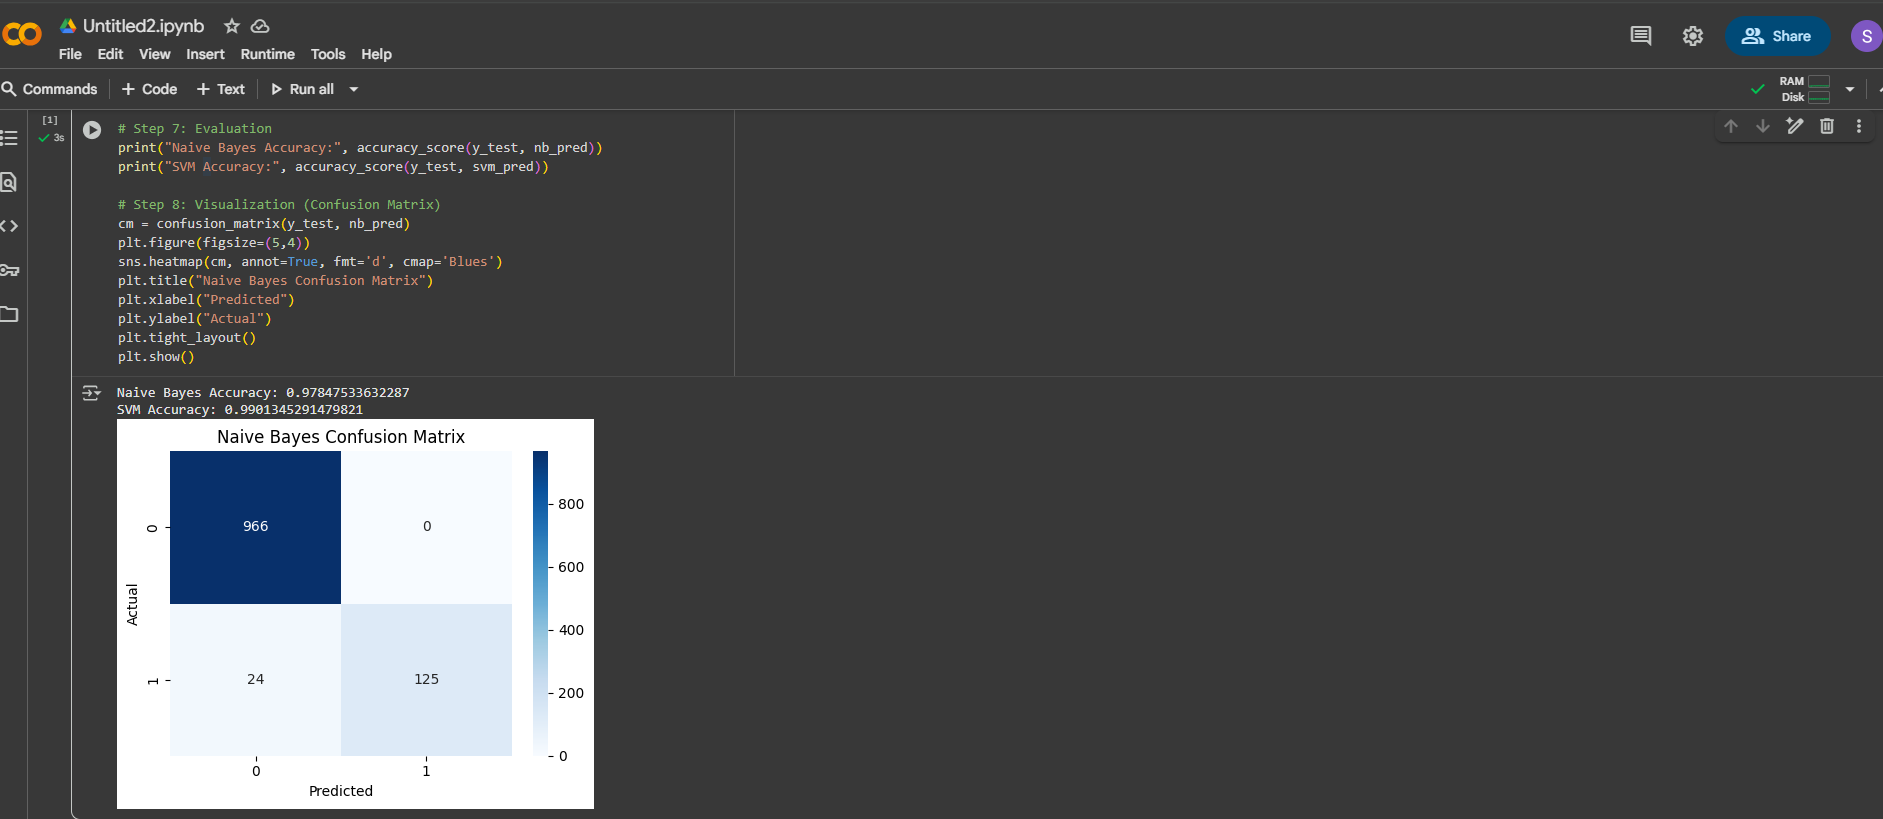 Untitled2.ipynb
File Edit View Insert Runtime Tools Help
Share
S
Commands + Code + Text Run all
RAM
Disk
[1]
3s
# Step 7: Evaluation
print("Naive Bayes Accuracy:", accuracy_score(y_test, nb_pred))
print("SVM Accuracy:", accuracy_score(y_test, svm_pred))
# Step 8: Visualization (Confusion Matrix)
cm = confusion_matrix(y_test, nb_pred)
plt.figure(figsize=(5,4))
sns.heatmap(cm, annot=True, fmt='d', cmap='Blues')
plt.title("Naive Bayes Confusion Matrix")
plt.xlabel("Predicted")
plt.ylabel("Actual")
plt.tight_layout()
plt.show()
Naive Bayes Accuracy: 0.97847533632287
SVM Accuracy: 0.9901345291479821
Naive Bayes Confusion Matrix
966 0
24 125
0
1
Actual
0 1
Predicted
800
600
400
200
0